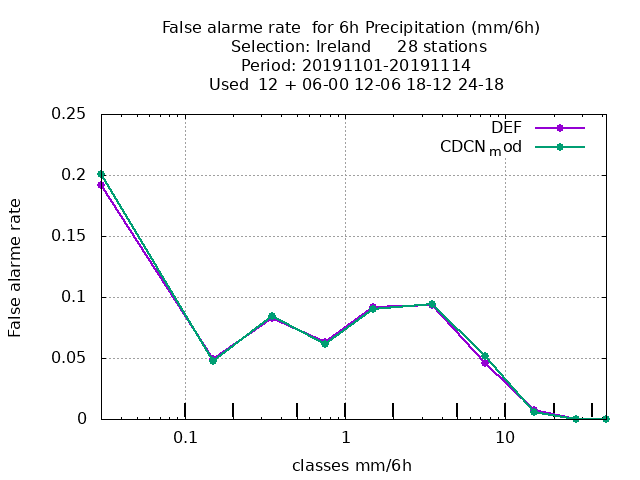 False alarme rate  for 6h Precipitation (mm/6h)
Selection: Ireland     28 stations
Period: 20191101-20191114
Used  12 + 06-00 12-06 18-12 24-18
0.25
DEF
CDCNmod
0.2
0.15
False alarme rate
0.1
0.05
0
0.1 1 10
classes mm/6h